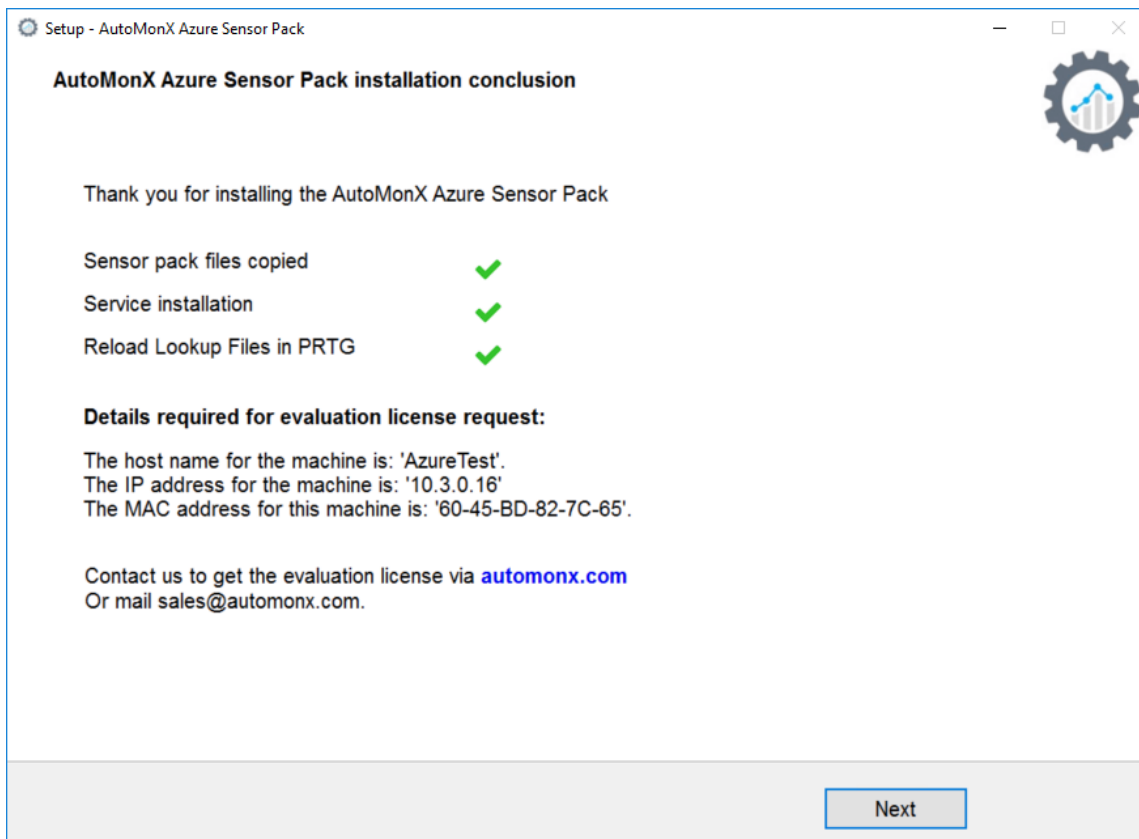 Setup - AutoMonX Azure Sensor Pack
AutoMonX Azure Sensor Pack installation conclusion
Thank you for installing the AutoMonX Azure Sensor Pack
Sensor pack files copied
Service installation
Reload Lookup Files in PRTG
Details required for evaluation license request:
The host name for the machine is: 'AzureTest'.
The IP address for the machine is: '10.3.0.16'
The MAC address for this machine is: '60-45-BD-82-7C-65'.
Contact us to get the evaluation license via automonx.com
Or mail sales@automonx.com.
Next